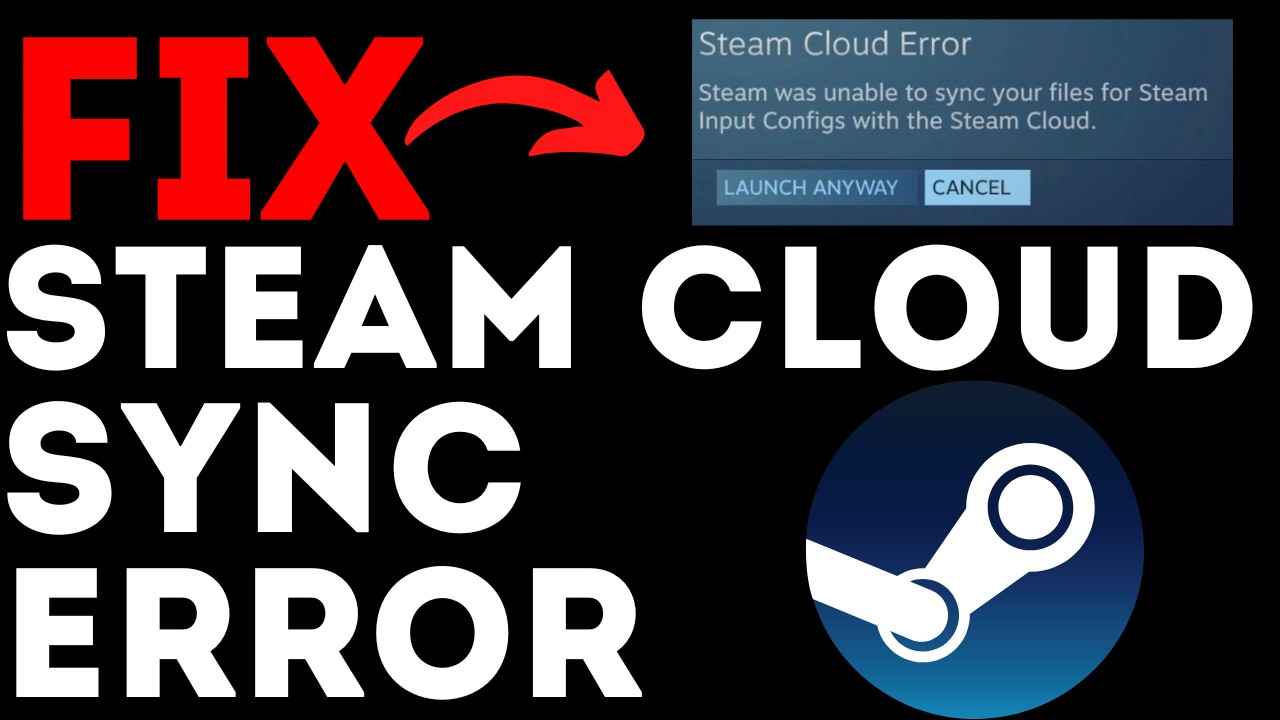 FIX
Steam Cloud Error
Steam was unable to sync your files for Steam
Input Configs with the Steam Cloud.
LAUNCH ANYWAY
CANCEL
STEAM CLOUD
SYNC
ERROR